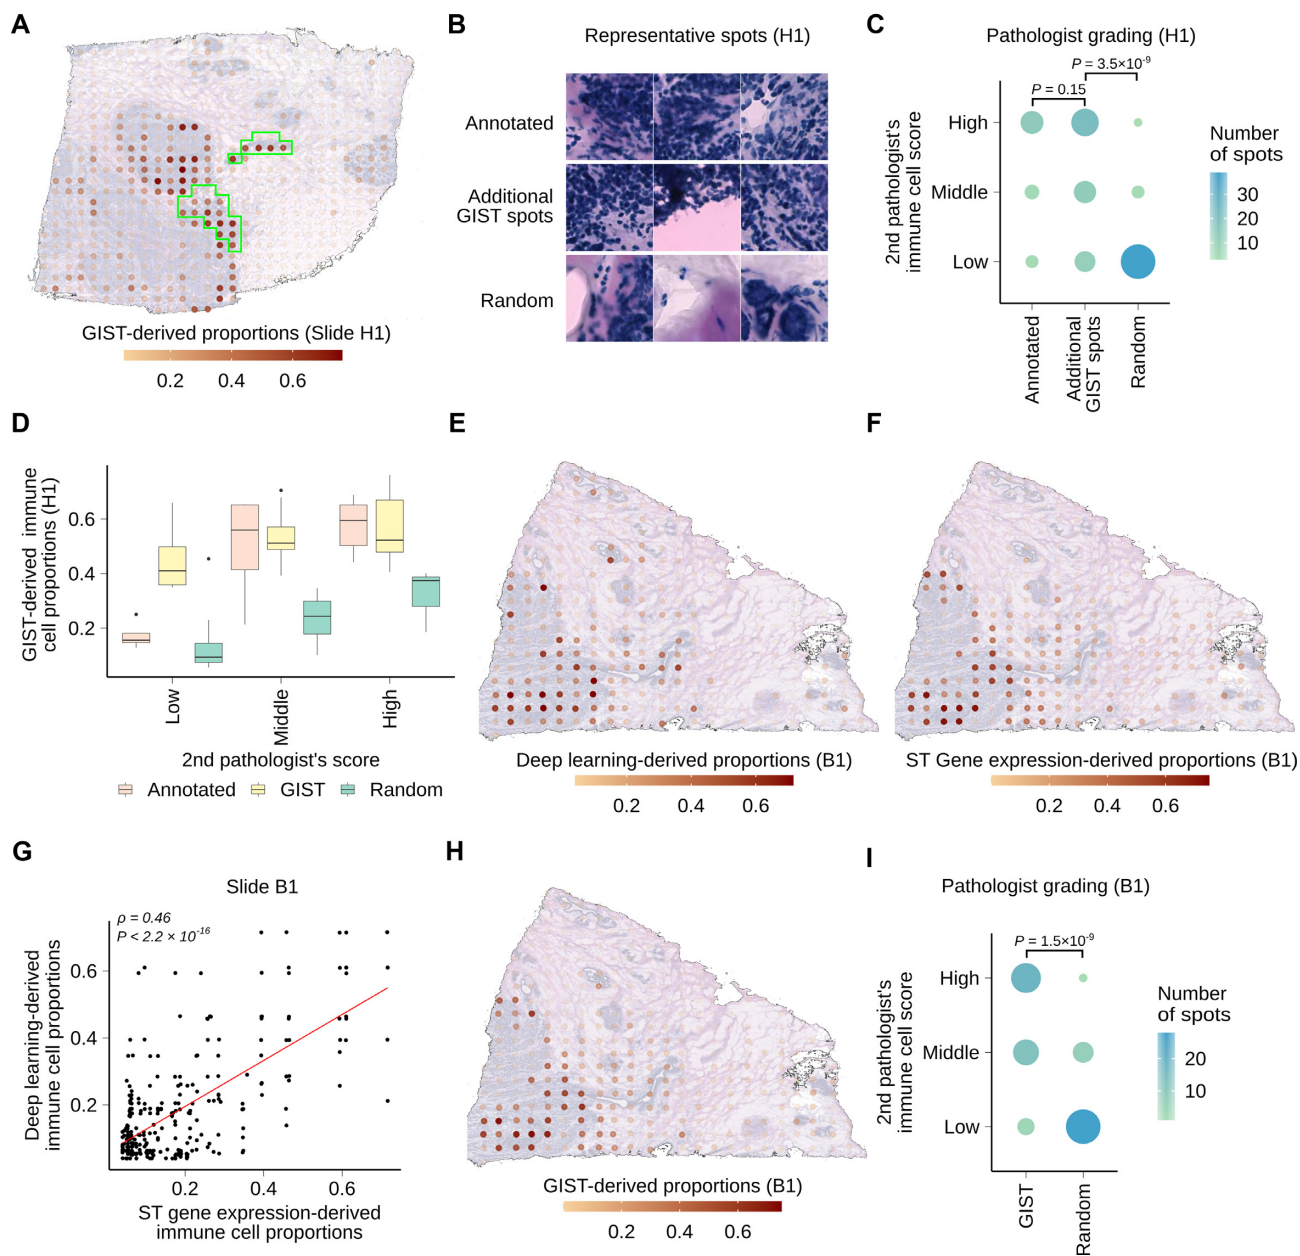 A
GIST-derived proportions (Slide H1)
0.2 0.4 0.6
B
Representative spots (H1)
Annotated
Additional
GIST spots
Random
C
Pathologist grading (H1)
P = 3.5×10-9
P = 0.15
2nd pathologist's
immune cell score
High
Middle
Low
Annotated
Additional
GIST spots
Random
Number
of spots
30
20
10
D
GIST-derived immune
cell proportions (H1)
0.6
0.4
0.2
Low
Middle
High
2nd pathologist's score
Annotated GIST Random
E
Deep learning-derived proportions (B1)
0.2 0.4 0.6
F
ST Gene expression-derived proportions (B1)
0.2 0.4 0.6
G
Slide B1
ρ = 0.46
P < 2.2 × 10-16
Deep learning-derived
immune cell proportions
0.6
0.4
0.2
0.2 0.4 0.6
ST gene expression-derived
immune cell proportions
H
GIST-derived proportions (B1)
0.2 0.4 0.6
I
Pathologist grading (B1)
P = 1.5×10-9
2nd pathologist's
immune cell score
High
Middle
Low
GIST
Random
Number
of spots
20
10